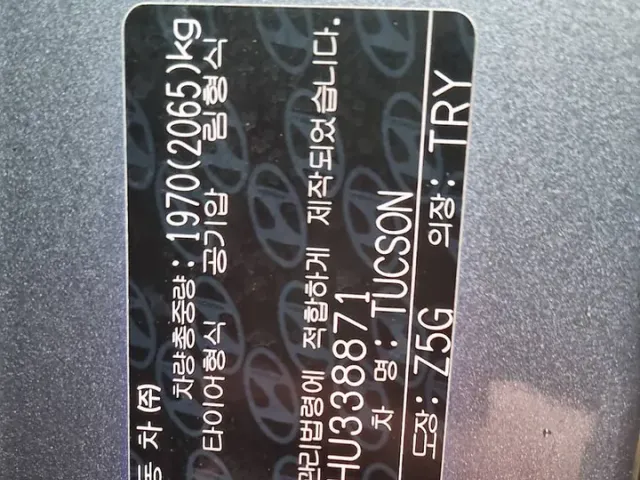 동 차 (주)
차량총중량 : 1970(2065)kg
타이어형식 공기압 림형식
관리법령에 적합하게 제작되었습니다.
HU338871
차 명 : TUCSON
도장: Z5G 의장: TRY